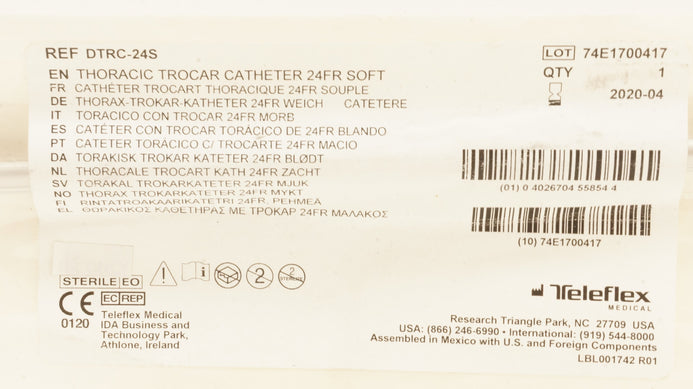 REF DTRC-24S
LOT 74E1700417
QTY 1
2020-04
EN THORACIC TROCAR CATHETER 24FR SOFT
FR CATHÉTER TROCART THORACIQUE 24FR SOUPLE
DE THORAX-TROKAR-KATHETER 24FR WEICH CATETERE
IT TORACICO CON TROCAR 24FR MORB
ES CATÉTER CON TROCAR TORÁCICO DE 24FR BLANDO
PT CATETER TORÁCICO C/ TROCARTE 24FR MACIO
DA TORAKISK TROKAR KATETER 24FR BLØDT
NL THORACALE TROCART KATH 24FR ZACHT
SV TORAKAL TROKARKATETER 24FR MJUK
NO THORAX TROKARKATETER 24FR MYKT
FI RINTATROAKAARIKATETRI 24FR, PEHMEÄ
EL ΘΩΡΑΚΙΚΟΣ ΚΑΘΕΤΗΡΑΣ ΜΕ ΤΡΟΚΑΡ 24FR ΜΑΛΑΚΟΣ
(01) 0 4026704 55854 4
(10) 74E1700417
STERILE EO
2
2
STERILIZE
CE 0120
EC REP
Teleflex Medical
IDA Business and
Technology Park,
Athlone, Ireland
Teleflex
MEDICAL
Research Triangle Park, NC 27709 USA
USA: (866) 246-6990 • International: (919) 544-8000
Assembled in Mexico with U.S. and Foreign Components
LBL001742 R01